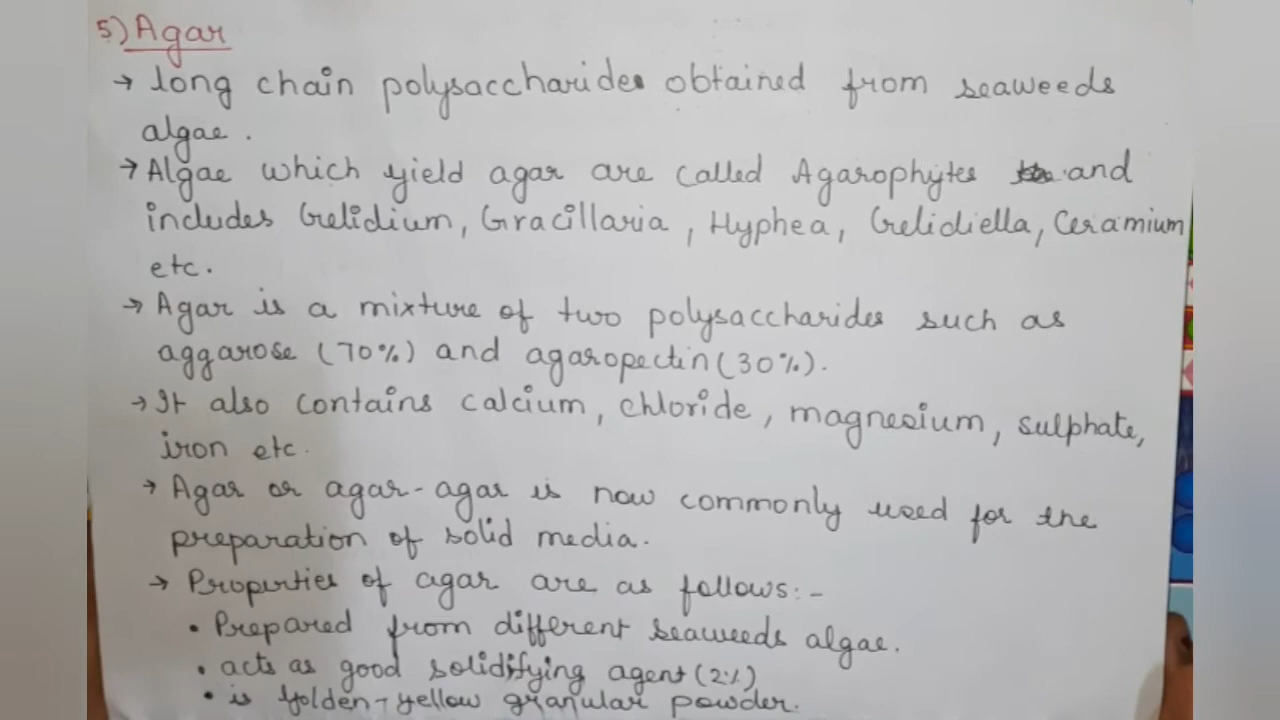 5) Agar
→ long chain polysaccharides obtained from seaweeds
algae.
→ Algae which yield agar are called Agarophytes and
includes Gelidium, Gracillaria, Hyphea, Gelidiella, Ceramium
etc.
→ Agar is a mixture of two polysaccharides such as
aggarose (70%) and agaropectin (30%).
→ It also contains calcium, chloride, magnesium, sulphate,
iron etc.
→ Agar or agar-agar is now commonly used for the
preparation of solid media.
→ Properties of agar are as follows:-
• Prepared from different seaweeds algae.
• acts as good solidifying agent (2%)
• is golden-yellow granular powder.